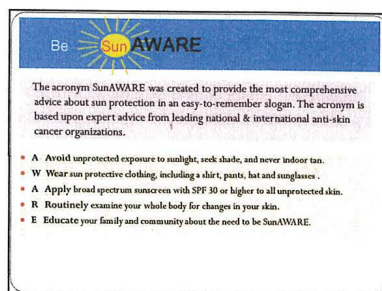 Be Sun AWARE
The acronym SunAWARE was created to provide the most comprehensive
advice about sun protection in an easy-to-remember slogan. The acronym is
based upon expert advice from leading national & international anti-skin
cancer organizations.
• A Avoid unprotected exposure to sunlight, seek shade, and never indoor tan.
• W Wear sun protective clothing, including a shirt, pants, hat and sunglasses .
• A Apply broad spectrum sunscreen with SPF 30 or higher to all unprotected skin.
• R Routinely examine your whole body for changes in your skin.
• E Educate your family and community about the need to be SunAWARE.